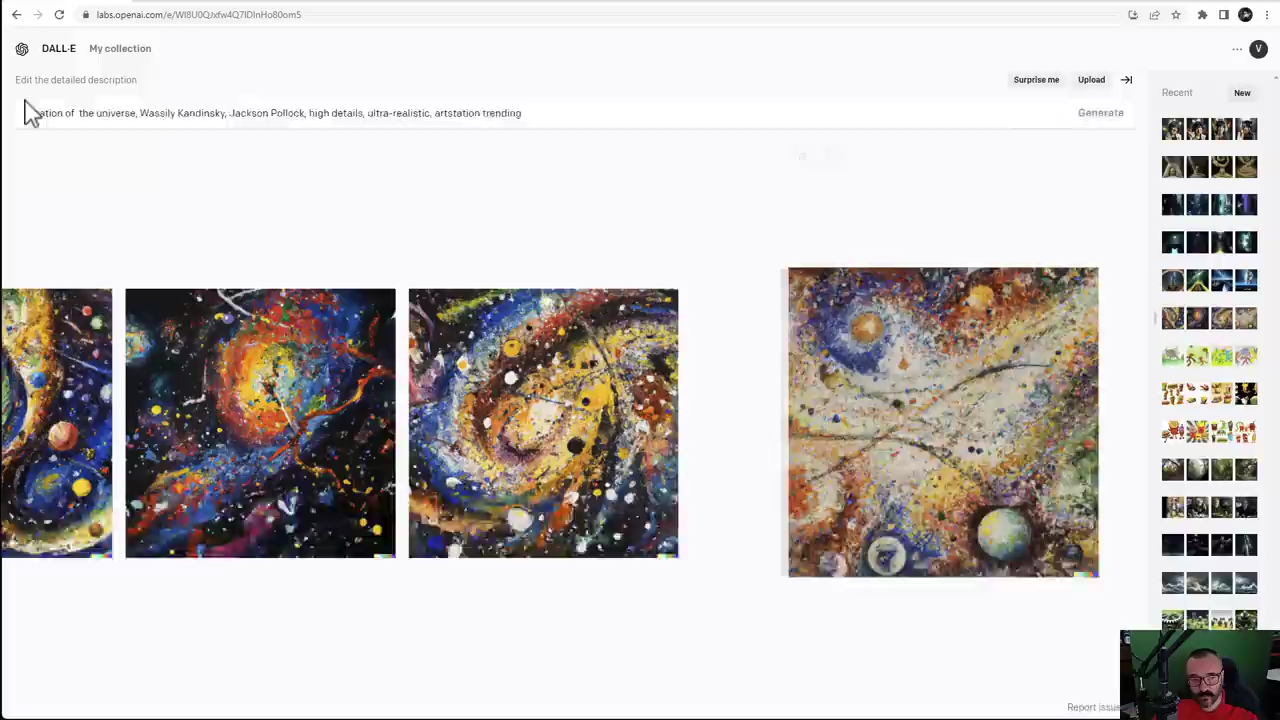 labs.openai.com/e/WI8U0QJxfw4Q7IDlnHo80om5
DALL·E My collection
V
Edit the detailed description
Surprise me Upload
of the universe, Wassily Kandinsky, Jackson Pollock, high details, ultra-realistic, artstation trending
Generate
Recent New
Report issue